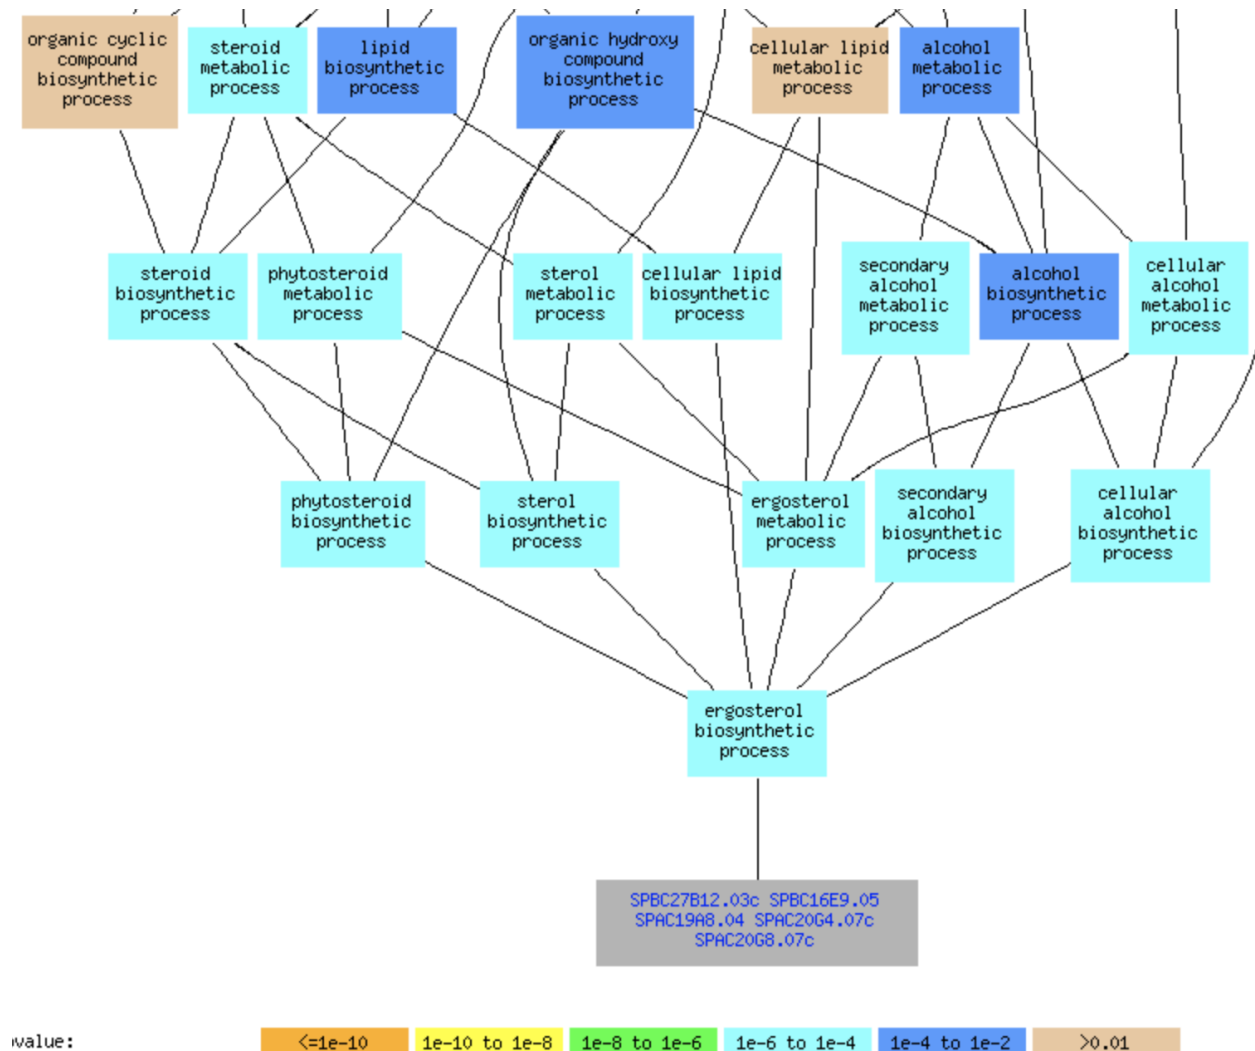 organic cyclic
compound
biosynthetic
process
steroid
metabolic
process
lipid
biosynthetic
process
organic hydroxy
compound
biosynthetic
process
cellular lipid
metabolic
process
alcohol
metabolic
process
steroid
biosynthetic
process
phytosteroid
metabolic
process
sterol
metabolic
process
cellular lipid
biosynthetic
process
secondary
alcohol
metabolic
process
alcohol
biosynthetic
process
cellular
alcohol
metabolic
process
phytosteroid
biosynthetic
process
sterol
biosynthetic
process
ergosterol
metabolic
process
secondary
alcohol
biosynthetic
process
cellular
alcohol
biosynthetic
process
ergosterol
biosynthetic
process
SPBC27B12.03c SPBC16E9.05
SPAC19A8.04 SPAC20G4.07c
SPAC20G8.07c
value: <=1e-10 1e-10 to 1e-8 1e-8 to 1e-6 1e-6 to 1e-4 1e-4 to 1e-2 >0.01